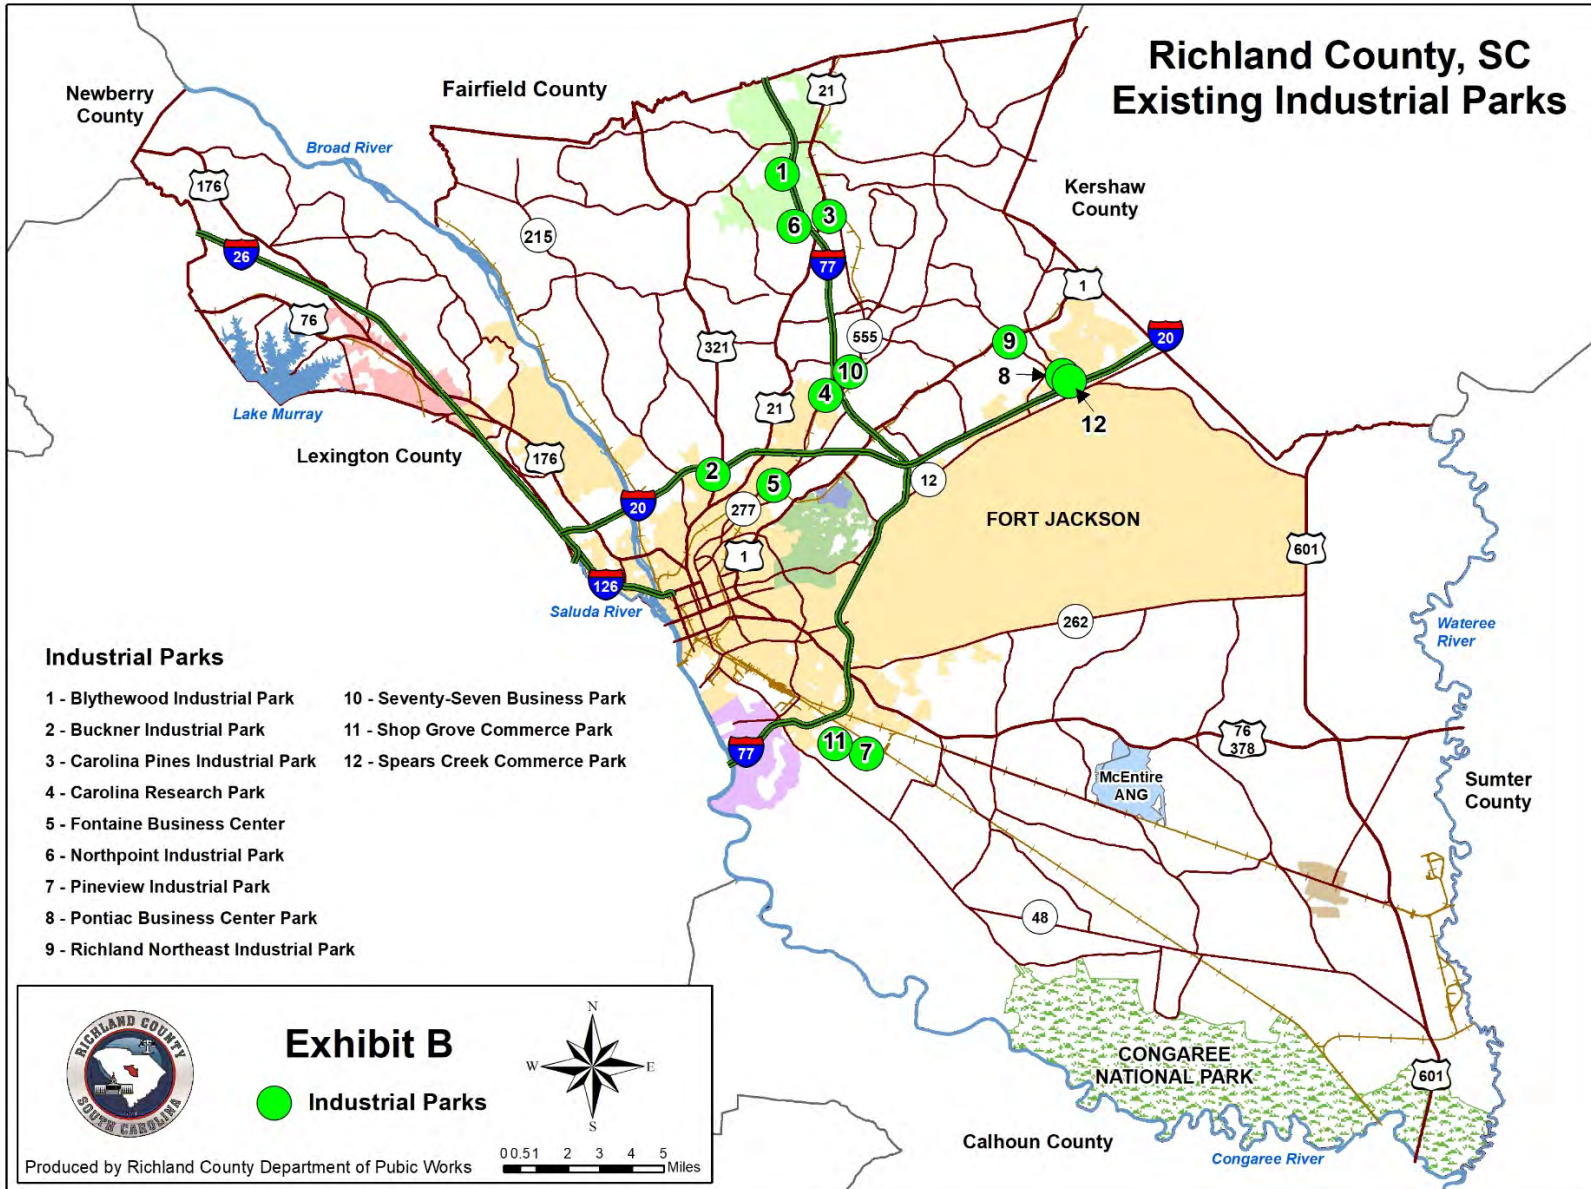 Richland County, SC
Existing Industrial Parks
Newberry
County
Fairfield County
Kershaw
County
Broad River
21
176
1
3
6
215
26
77
1
76
321
555
9
20
8
10
4
12
Lake Murray
21
Lexington County
176
2
5
12
20
277
FORT JACKSON
1
601
126
Saluda River
262
Wateree
River
Industrial Parks
1 - Blythewood Industrial Park
2 - Buckner Industrial Park
3 - Carolina Pines Industrial Park
4 - Carolina Research Park
5 - Fontaine Business Center
6 - Northpoint Industrial Park
7 - Pineview Industrial Park
8 - Pontiac Business Center Park
9 - Richland Northeast Industrial Park
10 - Seventy-Seven Business Park
11 - Shop Grove Commerce Park
12 - Spears Creek Commerce Park
77
11
7
76
378
McEntire
ANG
Sumter
County
48
CONGAREE
NATIONAL PARK
601
Calhoun County
Congaree River
RICHLAND COUNTY
SOUTH CAROLINA
Exhibit B
Industrial Parks
N
W
E
S
Produced by Richland County Department of Pubic Works
0 0.5 1 2 3 4 5
Miles